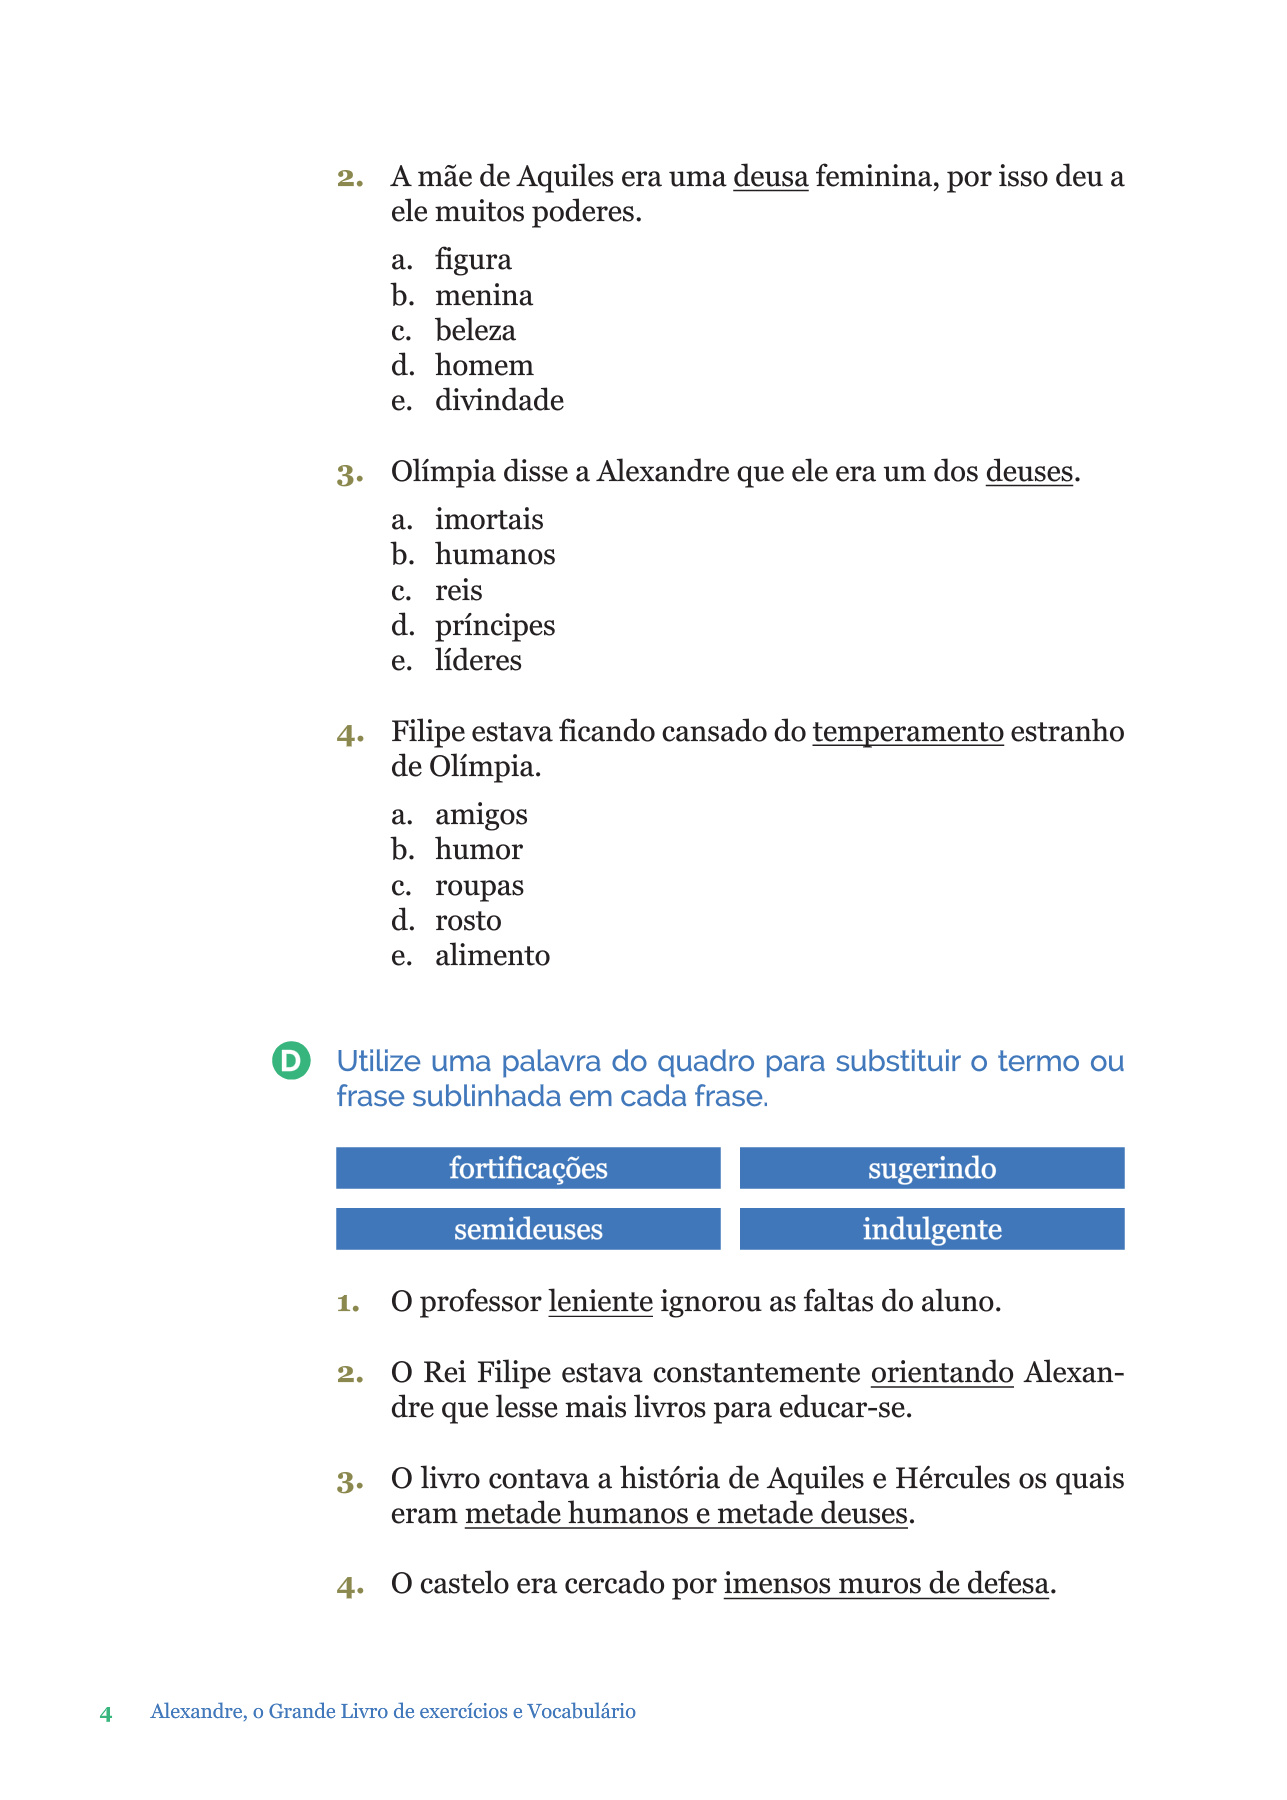 2. A mãe de Aquiles era uma deusa feminina, por isso deu a
ele muitos poderes.
a. figura
b. menina
c. beleza
d. homem
e. divindade
3. Olímpia disse a Alexandre que ele era um dos deuses.
a. imortais
b. humanos
c. reis
d. príncipes
e. líderes
4. Filipe estava ficando cansado do temperamento estranho
de Olímpia.
a. amigos
b. humor
c. roupas
d. rosto
e. alimento
D Utilize uma palavra do quadro para substituir o termo ou
frase sublinhada em cada frase.
fortificações sugerindo
semideuses indulgente
1. O professor leniente ignorou as faltas do aluno.
2. O Rei Filipe estava constantemente orientando Alexan-
dre que lesse mais livros para educar-se.
3. O livro contava a história de Aquiles e Hércules os quais
eram metade humanos e metade deuses.
4. O castelo era cercado por imensos muros de defesa.
4 Alexandre, o Grande Livro de exercícios e Vocabulário